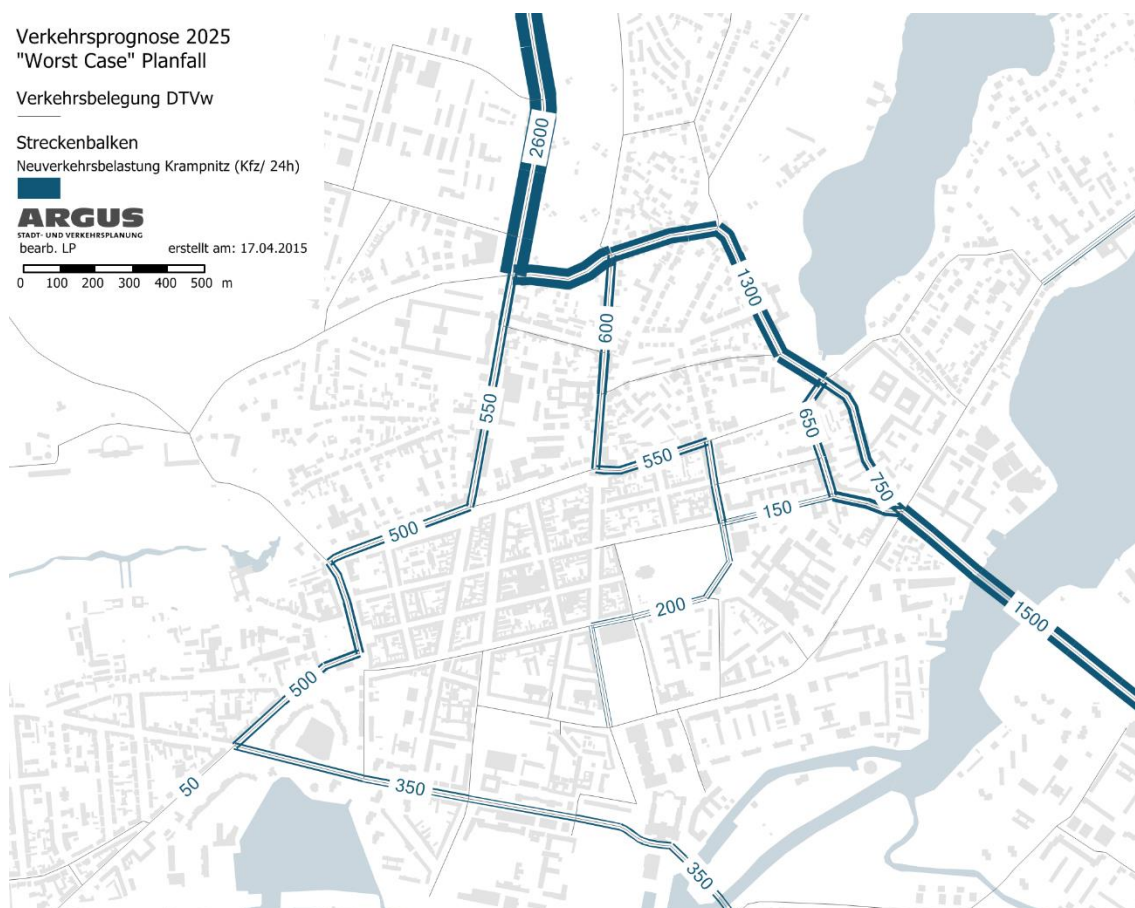 Verkehrsprognose 2025
"Worst Case" Planfall
Verkehrsbelegung DTVw
Streckenbalken
Neuverkehrsbelastung Krampnitz (Kfz/ 24h)
ARGUS
STADT- UND VERKEHRSPLANUNG
bearb. LP erstellt am: 17.04.2015
0 100 200 300 400 500 m
2600
1300
600
550
650
550
750
150
500
200
1500
500
50
350
350